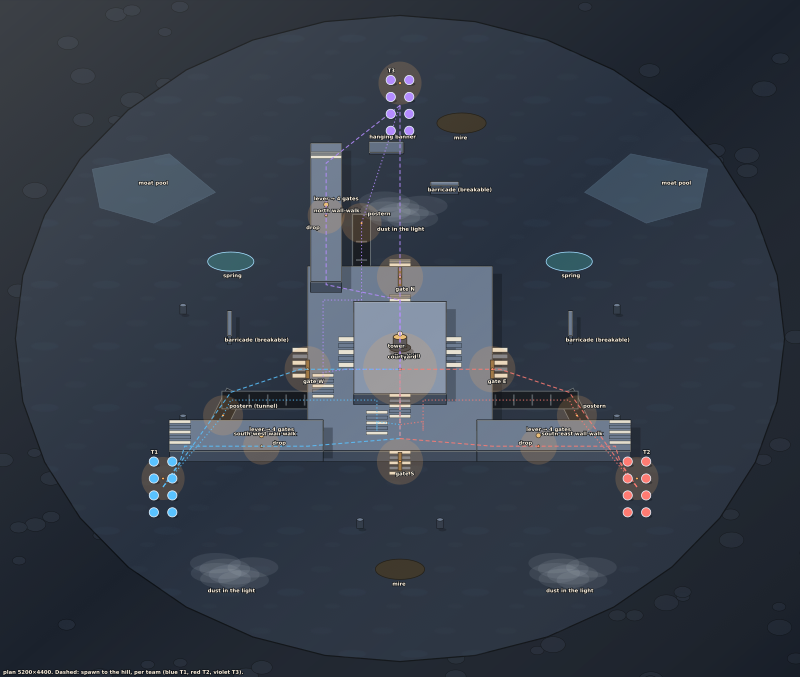 T3
hanging banner
mire
moat pool
moat pool
barricade (breakable)
lever → 4 gates
north wall-walk
postern
drop
dust in the light
spring
spring
gate N
barricade (breakable)
barricade (breakable)
tower
courtyard
gate W
gate E
postern (tunnel)
postern
lever → 4 gates
south-west wall-walk
drop
lever → 4 gates
south-east wall-walk
drop
T1
T2
gate S
mire
dust in the light
dust in the light
plan 5200×4400. Dashed: spawn to the hill, per team (blue T1, red T2, violet T3).